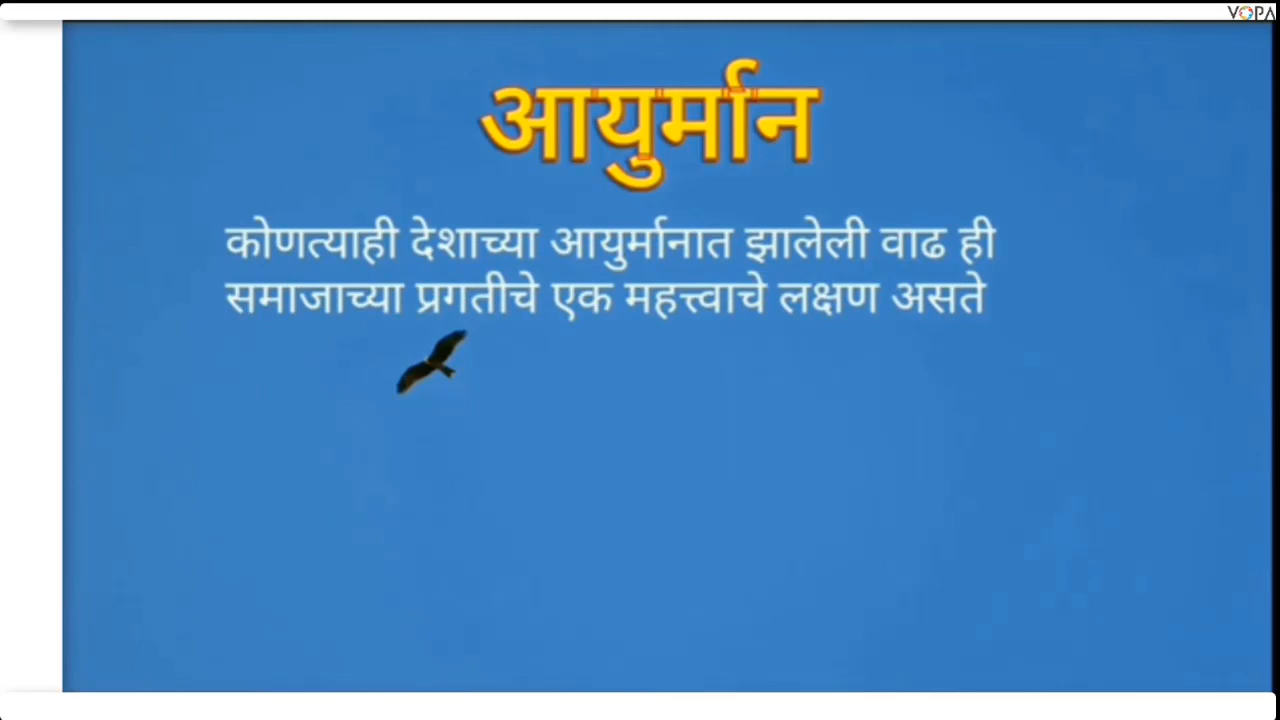 VOPA
आयुर्मान
कोणत्याही देशाच्या आयुर्मानात झालेली वाढ ही
समाजाच्या प्रगतीचे एक महत्त्वाचे लक्षण असते